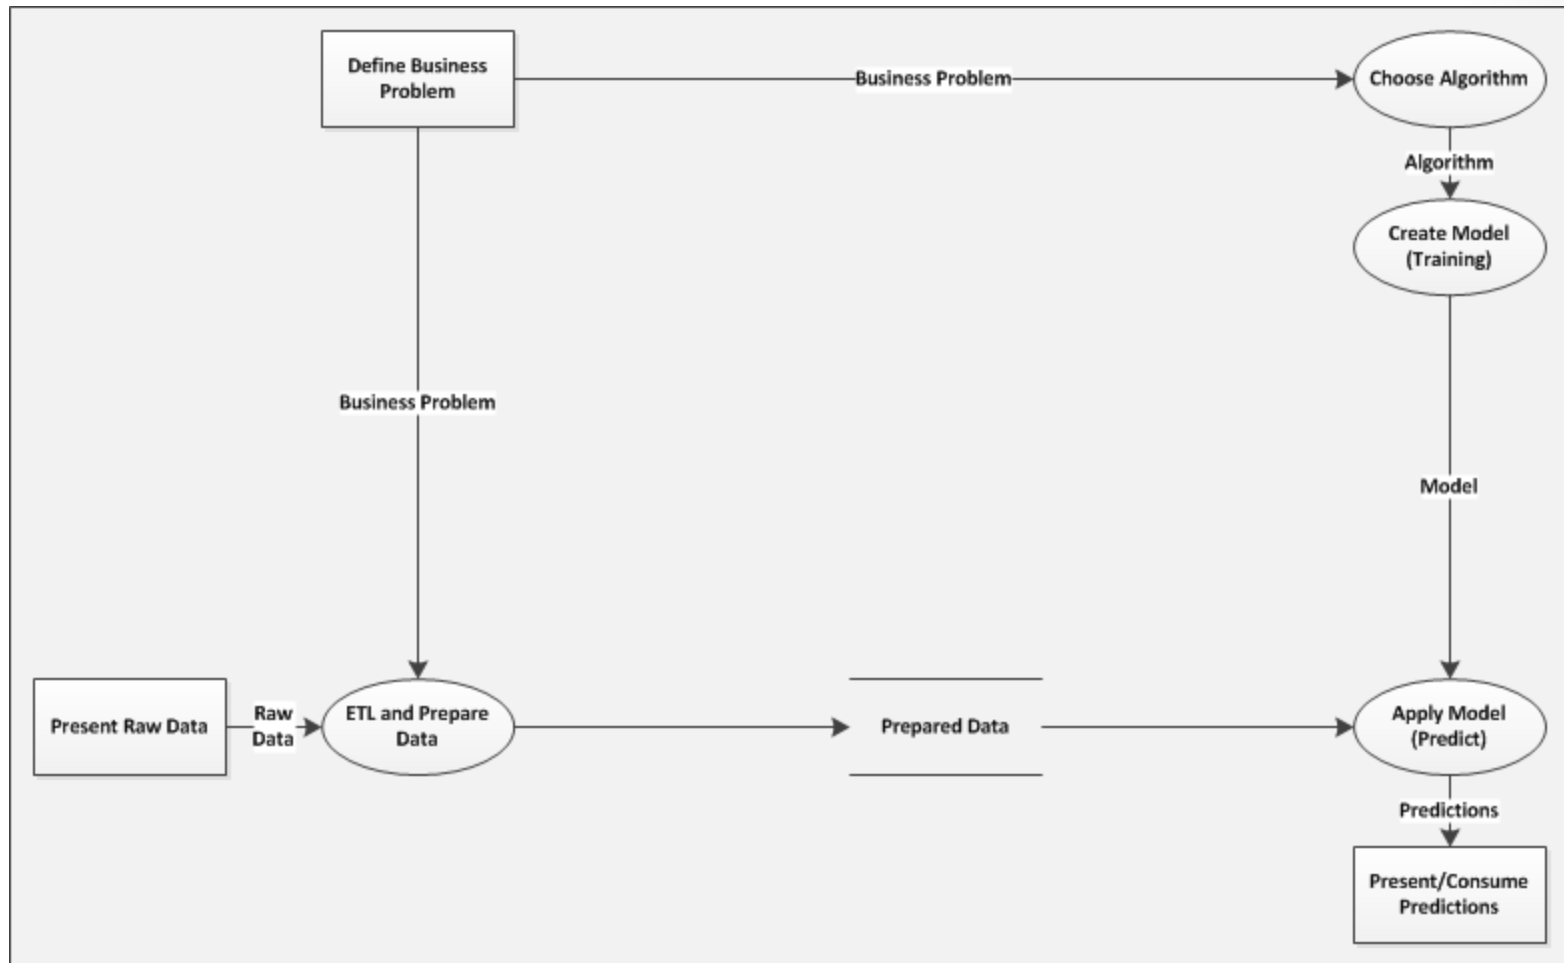 Define Business
Problem
Business Problem
Choose Algorithm
Algorithm
Create Model
(Training)
Business Problem
Model
Present Raw Data
Raw
Data
ETL and Prepare
Data
Prepared Data
Apply Model
(Predict)
Predictions
Present/Consume
Predictions